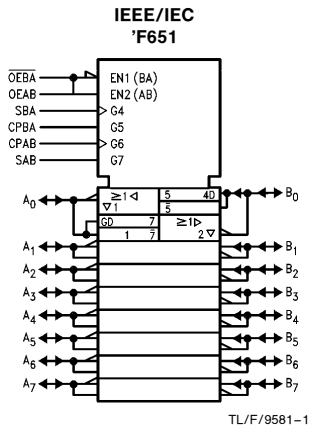 IEEE/IEC
'F651
OEBA EN1 (BA)
OEAB EN2 (AB)
SBA G4
CPBA G5
CPAB G6
SAB G7
A0 ≥1 ◁ 5 4D B0
▽1 5
GD 7 ≥1 ▷
1 7 2 ▽
A1 B1
A2 B2
A3 B3
A4 B4
A5 B5
A6 B6
A7 B7
TL/F/9581-1